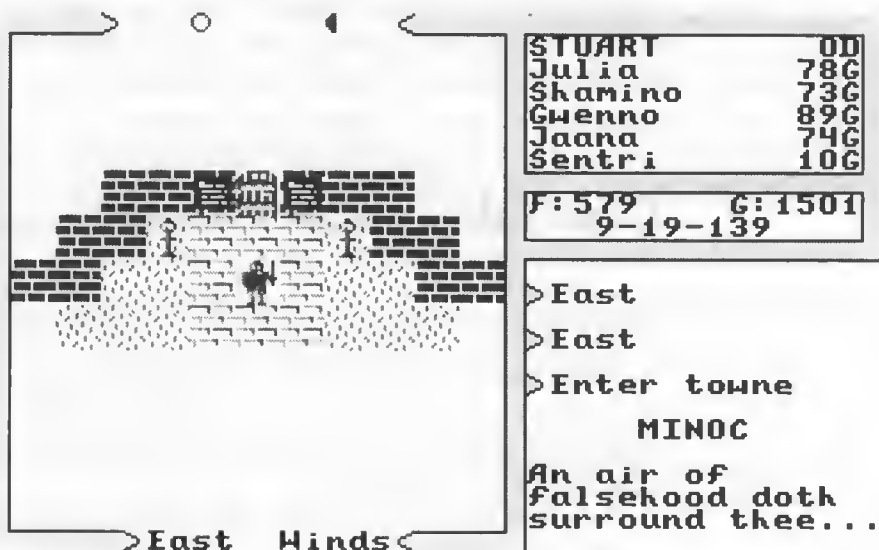 STUART 0D
Julia 78G
Shamino 73G
Gwenno 89G
Jaana 74G
Sentri 10G
F:579 G:1501
9-19-139
>East
>East
>Enter towne
MINOC
An air of
falsehood doth
surround thee...
East Winds